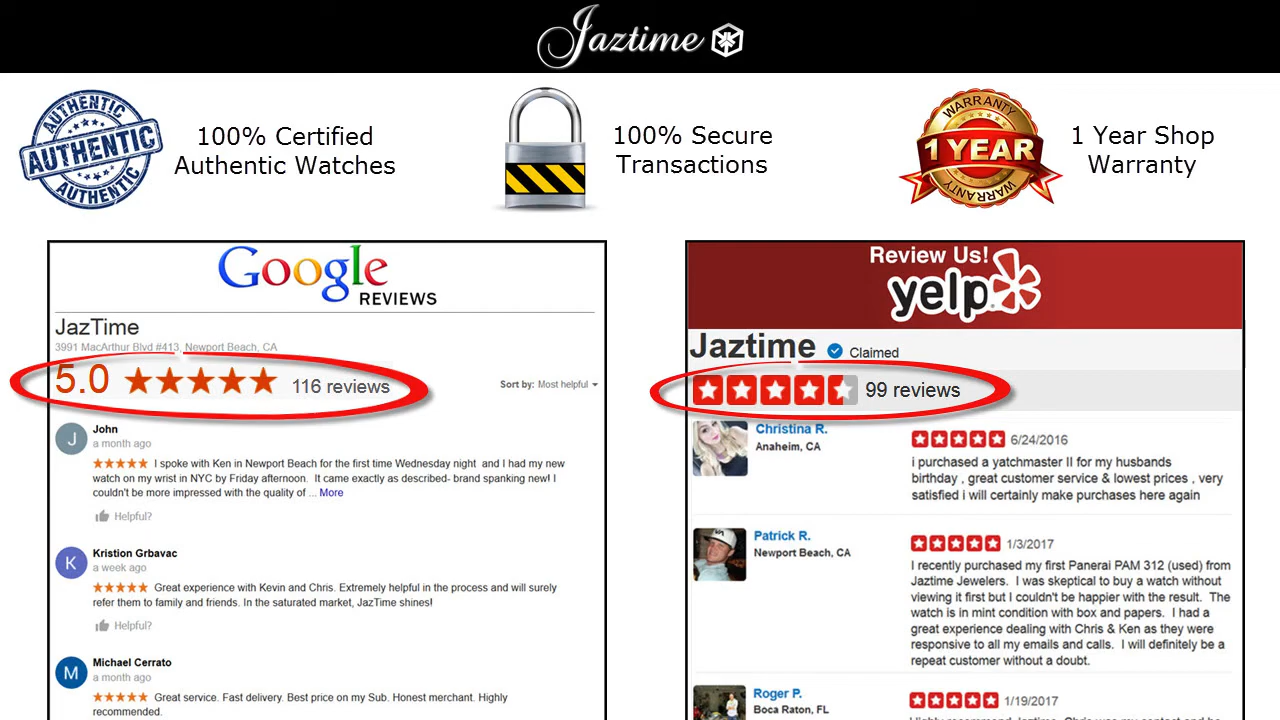 Jaztime
AUTHENTIC
AUTHENTIC
AUTHENTIC
100% Certified
Authentic Watches
100% Secure
Transactions
WARRANTY
1 YEAR
WARRANTY
1 Year Shop
Warranty
Google
REVIEWS
JazTime
3991 MacArthur Blvd #413, Newport Beach, CA
5.0 116 reviews
Sort by: Most helpful
J
John
a month ago
I spoke with Ken in Newport Beach for the first time Wednesday night and I had my new
watch on my wrist in NYC by Friday afternoon. It came exactly as described- brand spanking new! I
couldn't be more impressed with the quality of ... More
Helpful?
K
Kristion Grbavac
a week ago
Great experience with Kevin and Chris. Extremely helpful in the process and will surely
refer them to family and friends. In the saturated market, JazTime shines!
Helpful?
M
Michael Cerrato
a month ago
Great service. Fast delivery. Best price on my Sub. Honest merchant. Highly
recommended.
Review Us!
yelp
Jaztime Claimed
99 reviews
Christina R.
Anaheim, CA
6/24/2016
i purchased a yatchmaster II for my husbands
birthday , great customer service & lowest prices , very
satisfied i will certainly make purchases here again
Patrick R.
Newport Beach, CA
1/3/2017
I recently purchased my first Panerai PAM 312 (used) from
Jaztime Jewelers. I was skeptical to buy a watch without
viewing it first but I couldn't be happier with the result. The
watch is in mint condition with box and papers. I had a
great experience dealing with Chris & Ken as they were
responsive to all my emails and calls. I will definitely be a
repeat customer without a doubt.
Roger P.
Boca Raton, FL
1/19/2017